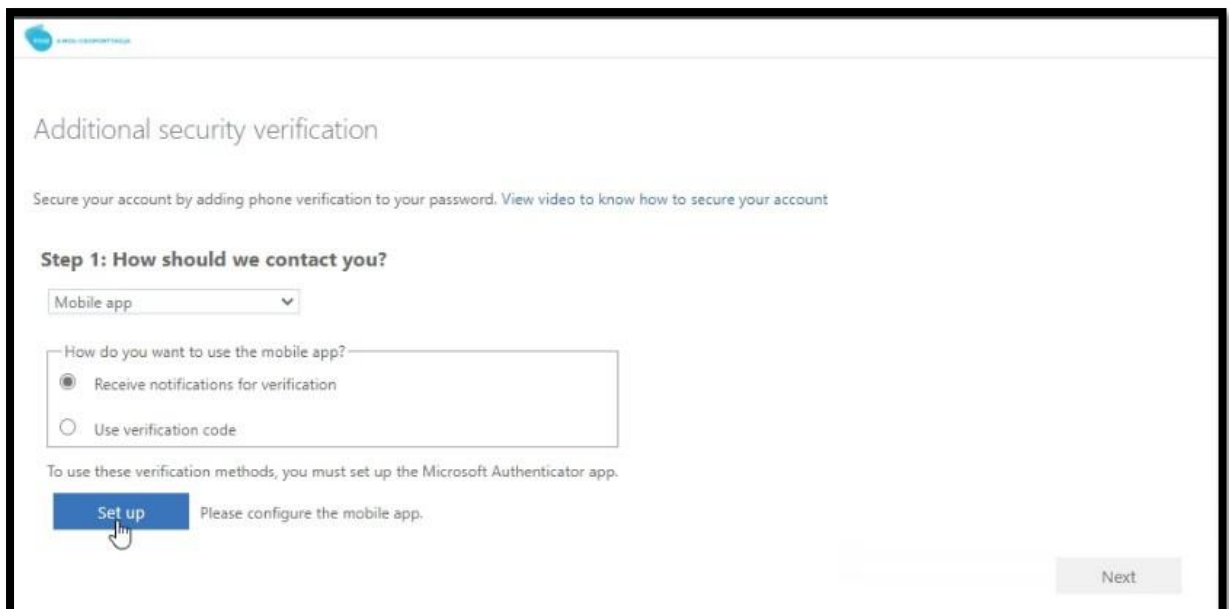 Additional security verification
Secure your account by adding phone verification to your password. View video to know how to secure your account
Step 1: How should we contact you?
Mobile app
How do you want to use the mobile app?
Receive notifications for verification
Use verification code
To use these verification methods, you must set up the Microsoft Authenticator app.
Set up
Please configure the mobile app.
Next